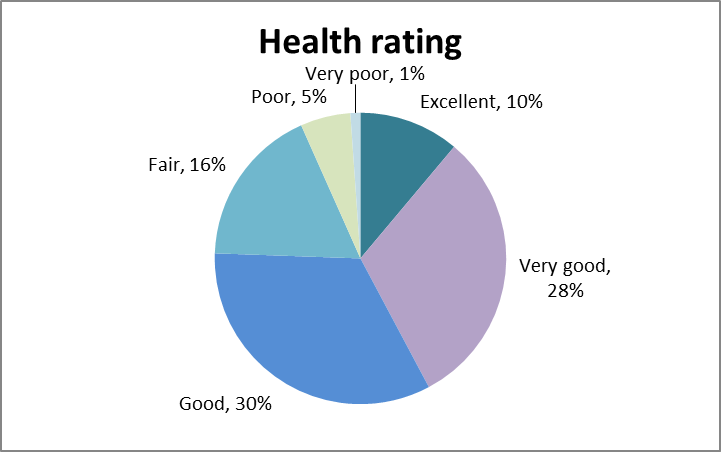 Health rating
Very poor, 1%
Poor, 5%
Excellent, 10%
Fair, 16%
Very good,
28%
Good, 30%